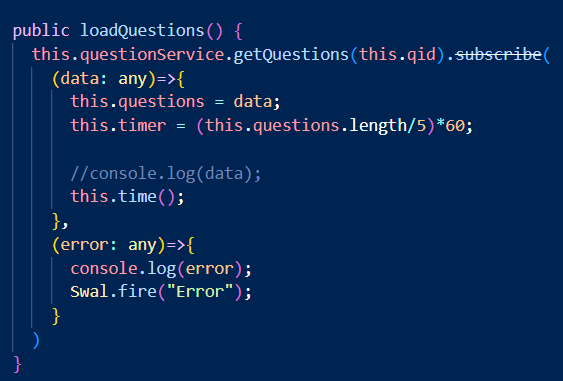 public loadQuestions() {
this.questionService.getQuestions(this.qid).subscribe(
(data: any)=>{
this.questions = data;
this.timer = (this.questions.length/5)*60;
//console.log(data);
this.time();
},
(error: any)=>{
console.log(error);
Swal.fire("Error");
}
)
}